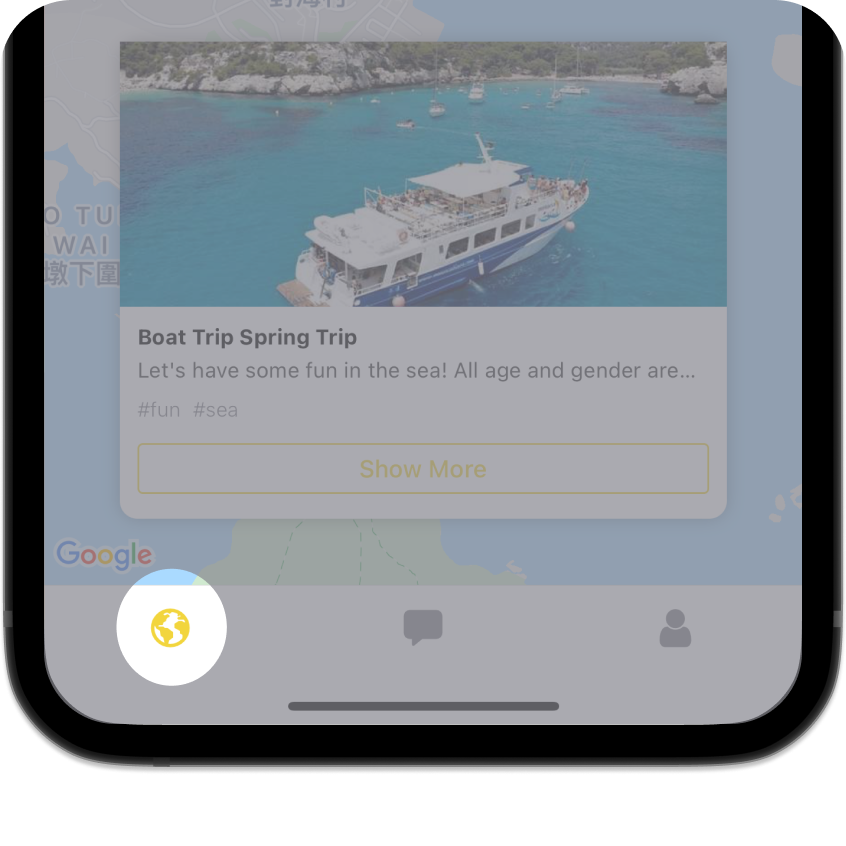 O TU
WAI
墩下圍
Boat Trip Spring Trip
Let's have some fun in the sea! All age and gender are...
#fun #sea
Show More
Google